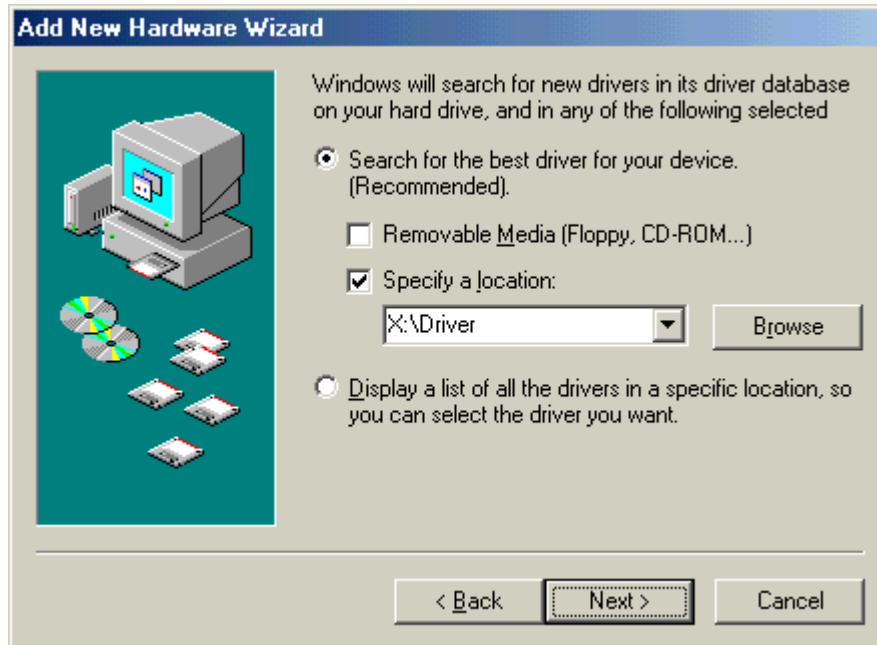 Add New Hardware Wizard
Windows will search for new drivers in its driver database
on your hard drive, and in any of the following selected
Search for the best driver for your device.
(Recommended).
Removable Media (Floppy, CD-ROM...)
Specify a location:
X:\Driver
Browse
Display a list of all the drivers in a specific location, so
you can select the driver you want.
< Back
Next >
Cancel